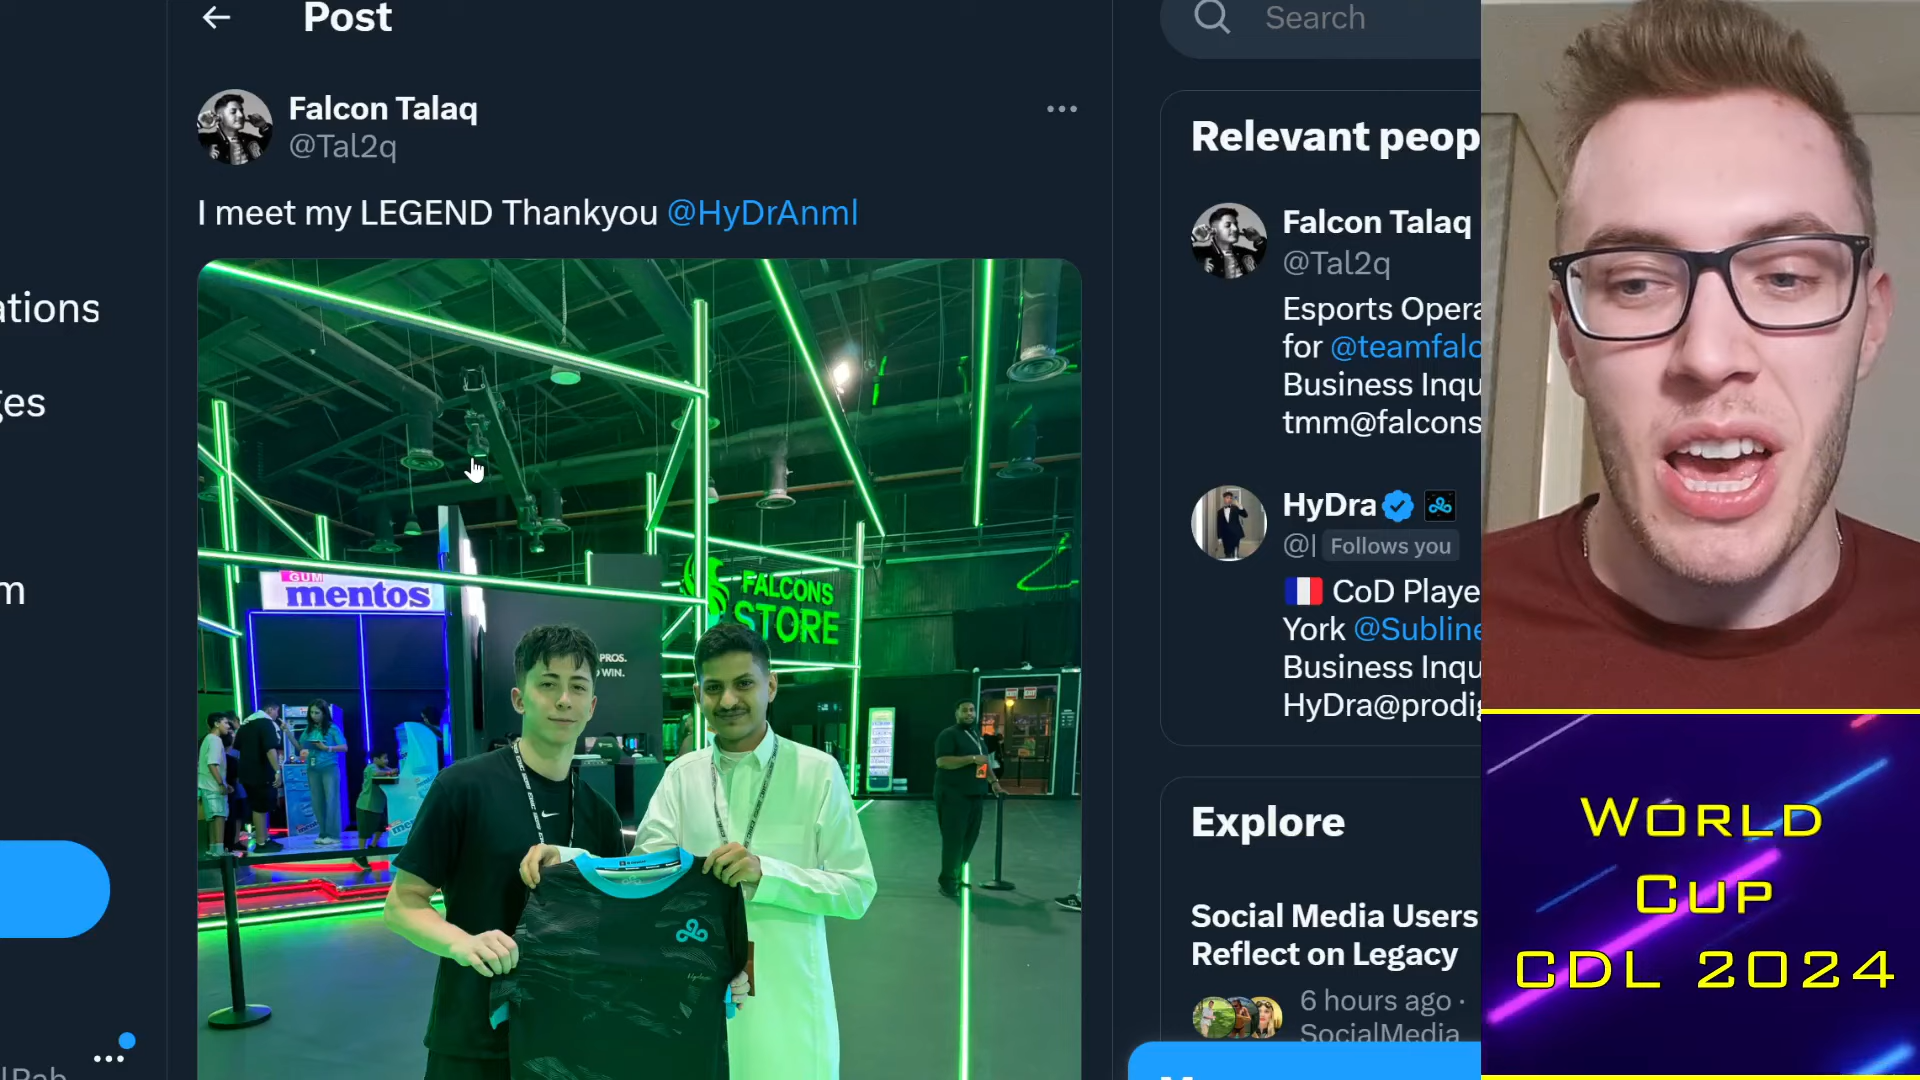 Post
Falcon Talaq
@Tal2q
I meet my LEGEND Thankyou @HyDrAnml
GUM
mentos
FALCONS
STORE
PROS.
WIN.
ations
ges
m
Search
Relevant peop
Falcon Talaq
@Tal2q
Esports Opera
for @teamfalc
Business Inqu
tmm@falcons
HyDra
Follows you
CoD Playe
York @Subline
Business Inqu
HyDra@prodig
Explore
Social Media Users
Reflect on Legacy
6 hours ago ·
SocialMedia
WORLD
CUP
CDL 2024